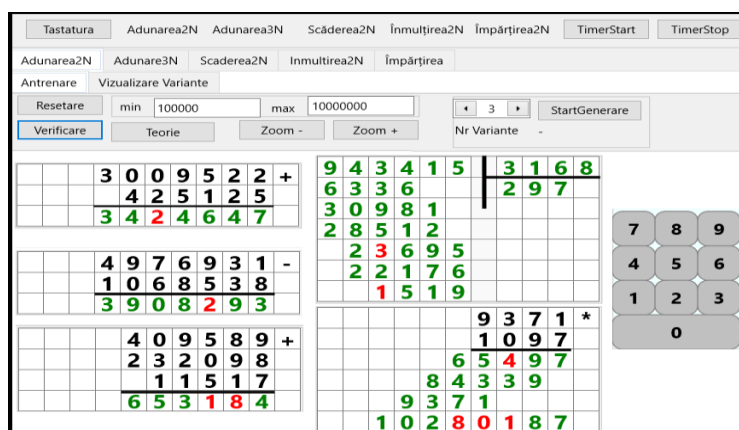 Tastatura Adunarea2N Adunarea3N Scăderea2N Înmulțirea2N Împărțirea2N TimerStart TimerStop
Adunarea2N Adunare3N Scaderea2N Inmultirea2N Împărțirea
Antrenare Vizualizare Variante
Resetare min 100000 max 10000000 3 StartGenerare
Verificare Teorie Zoom - Zoom + Nr Variante -
3 0 0 9 5 2 2 +
4 2 5 1 2 5
3 4 2 4 6 4 7
4 9 7 6 9 3 1 -
1 0 6 8 5 3 8
3 9 0 8 2 9 3
4 0 9 5 8 9 +
2 3 2 0 9 8
1 1 5 1 7
6 5 3 1 8 4
9 4 3 4 1 5 3 1 6 8
6 3 3 6 2 9 7
3 0 9 8 1
2 8 5 1 2
2 3 6 9 5
2 2 1 7 6
1 5 1 9
9 3 7 1 *
1 0 9 7
6 5 4 9 7
8 4 3 3 9
9 3 7 1
1 0 2 8 0 1 8 7
7 8 9
4 5 6
1 2 3
0